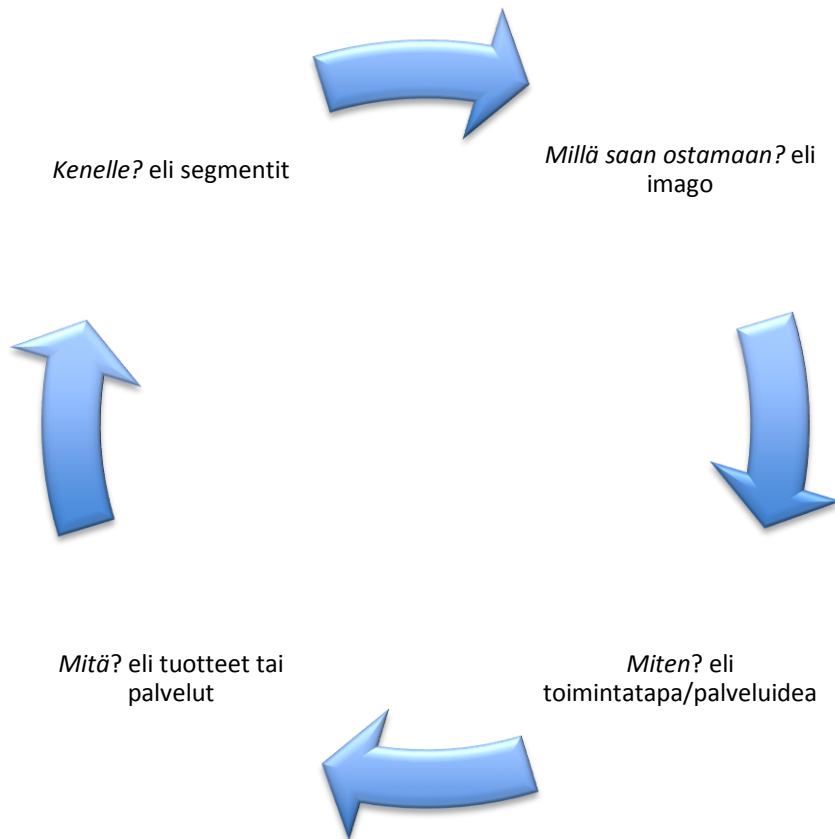 Kenelle? eli segmentit
Millä saan ostamaan? eli
imago
Mitä? eli tuotteet tai
palvelut
Miten? eli
toimintatapa/palveluidea